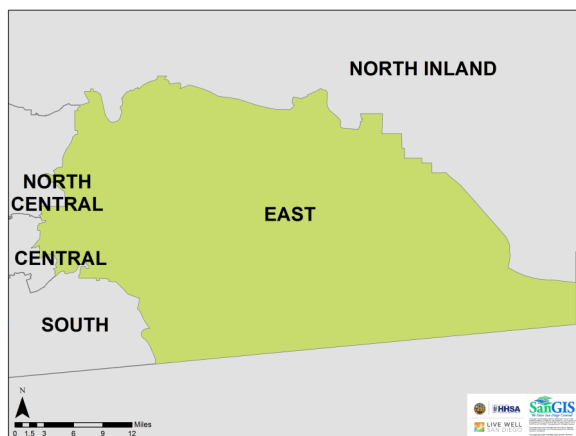 NORTH INLAND
NORTH
CENTRAL
EAST
CENTRAL
SOUTH
N
Miles
0 1.5 3 6 9 12
HHSA
SanGIS
LIVE WELL
SAN DIEGO